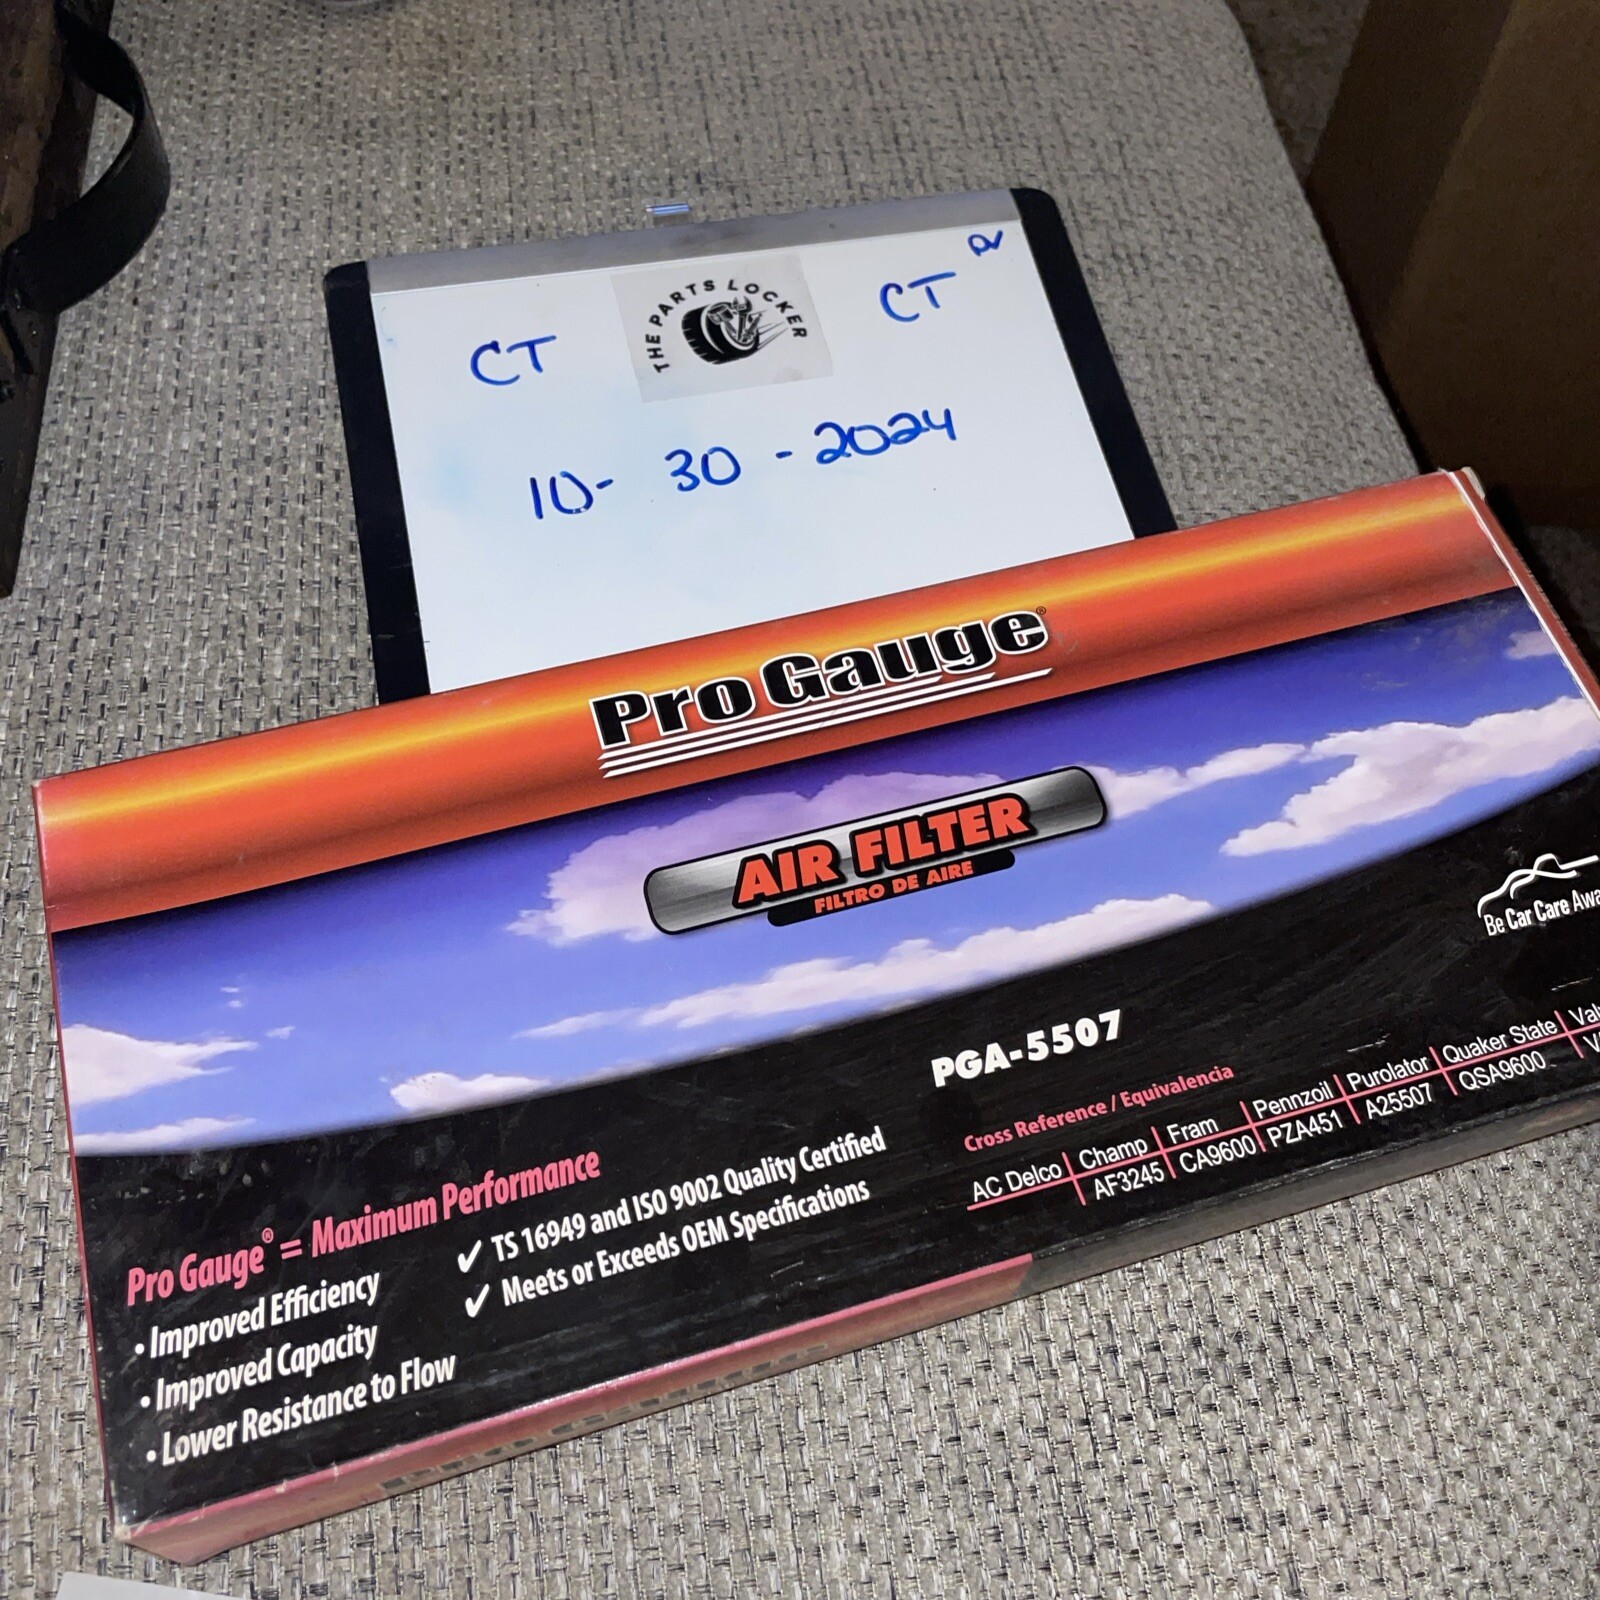 THE PARTS LOCKER
CT
CT
10- 30 - 2024
Pro Gauge®
AIR FILTER
FILTRO DE AIRE
Be Car Care
PGA-5507
Cross Reference / Equivalencia
AC Delco Champ Fram Pennzoil Purolator Quaker State
AF3245 CA9600 PZA451 A25507 QSA9600
Pro Gauge® = Maximum Performance
• Improved Efficiency
• Improved Capacity
• Lower Resistance to Flow
✓ TS 16949 and ISO 9002 Quality Certified
✓ Meets or Exceeds OEM Specifications